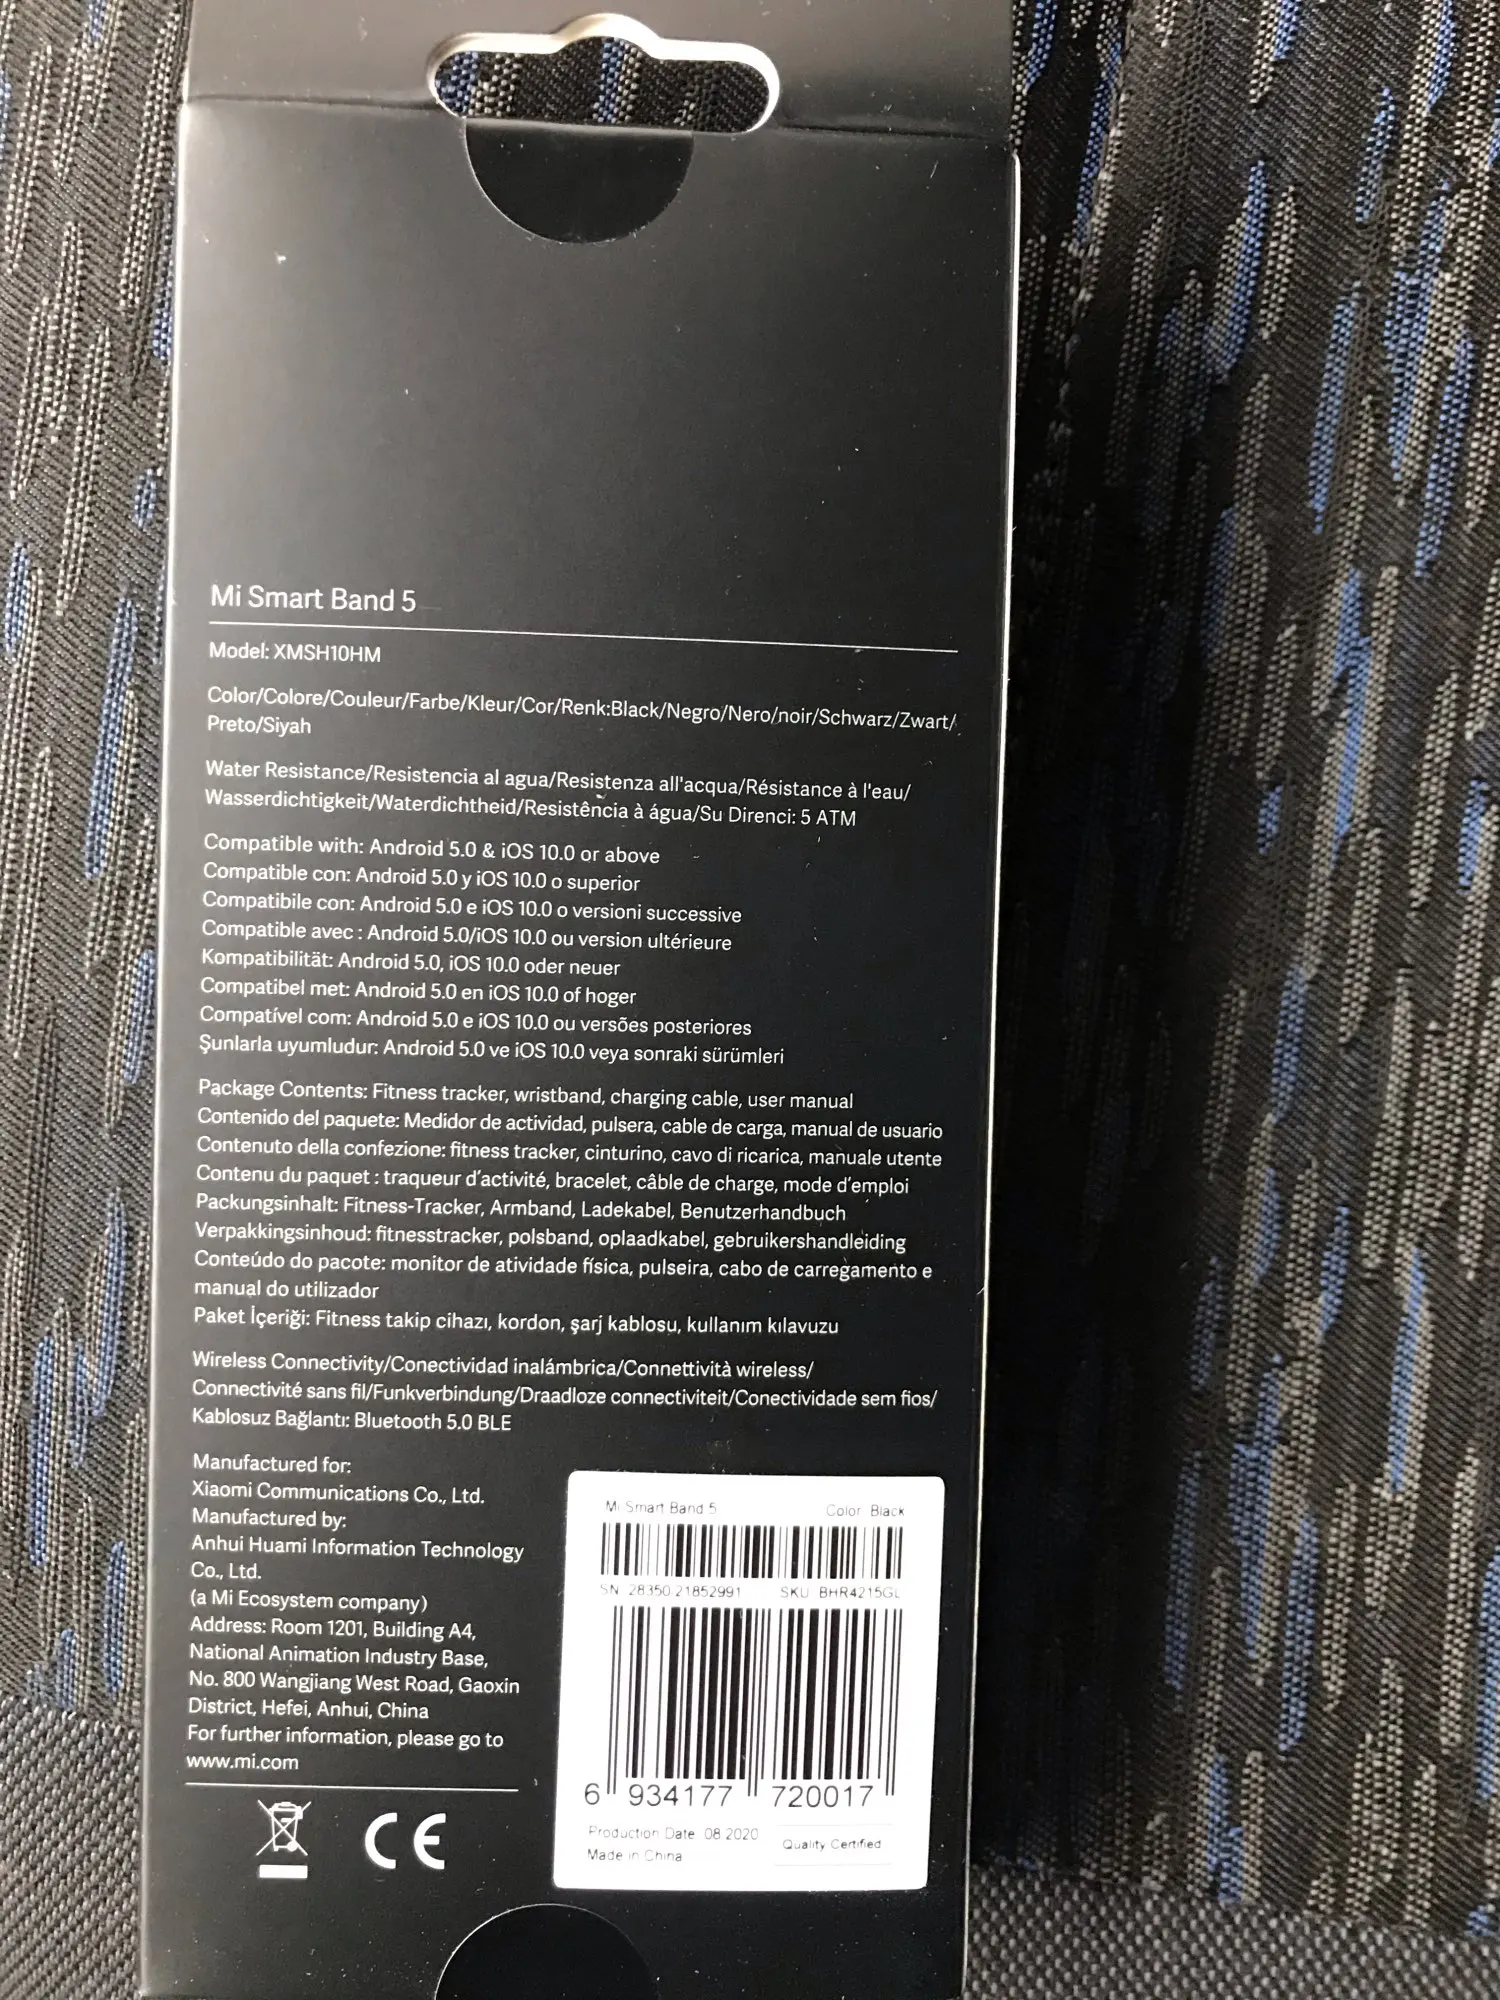 Mi Smart Band 5
Model: XMSH10HM
Color/Colore/Couleur/Farbe/Kleur/Cor/Renk:Black/Negro/Nero/noir/Schwarz/Zwart/
Preto/Siyah
Water Resistance/Resistencia al agua/Resistenza all'acqua/Résistance à l'eau/
Wasserdichtigkeit/Waterdichtheid/Resistência à água/Su Direnci: 5 ATM
Compatible with: Android 5.0 & iOS 10.0 or above
Compatible con: Android 5.0 y iOS 10.0 o superior
Compatibile con: Android 5.0 e iOS 10.0 o versioni successive
Compatible avec : Android 5.0/iOS 10.0 ou version ultérieure
Kompatibilität: Android 5.0, iOS 10.0 oder neuer
Compatibel met: Android 5.0 en iOS 10.0 of hoger
Compatível com: Android 5.0 e iOS 10.0 ou versões posteriores
Şunlarla uyumludur: Android 5.0 ve iOS 10.0 veya sonraki sürümleri
Package Contents: Fitness tracker, wristband, charging cable, user manual
Contenido del paquete: Medidor de actividad, pulsera, cable de carga, manual de usuario
Contenuto della confezione: fitness tracker, cinturino, cavo di ricarica, manuale utente
Contenu du paquet : traqueur d'activité, bracelet, câble de charge, mode d'emploi
Packungsinhalt: Fitness-Tracker, Armband, Ladekabel, Benutzerhandbuch
Verpakkingsinhoud: fitnesstracker, polsband, oplaadkabel, gebruikershandleiding
Conteúdo do pacote: monitor de atividade física, pulseira, cabo de carregamento e
manual do utilizador
Paket İçeriği: Fitness takip cihazı, kordon, şarj kablosu, kullanım kılavuzu
Wireless Connectivity/Conectividad inalámbrica/Connettività wireless/
Connectivité sans fil/Funkverbindung/Draadloze connectiviteit/Conectividade sem fios/
Kablosuz Bağlantı: Bluetooth 5.0 BLE
Manufactured for:
Xiaomi Communications Co., Ltd.
Manufactured by:
Anhui Huami Information Technology
Co., Ltd.
(a Mi Ecosystem company)
Address: Room 1201, Building A4,
National Animation Industry Base,
No. 800 Wangjiang West Road, Gaoxin
District, Hefei, Anhui, China
For further information, please go to
www.mi.com
CE
Mi Smart Band 5 Color Black
SN 28350 21852991 SKU BHR4215GL
6 934177 720017
Production Date 08 2020
Made in China
Quality Certified